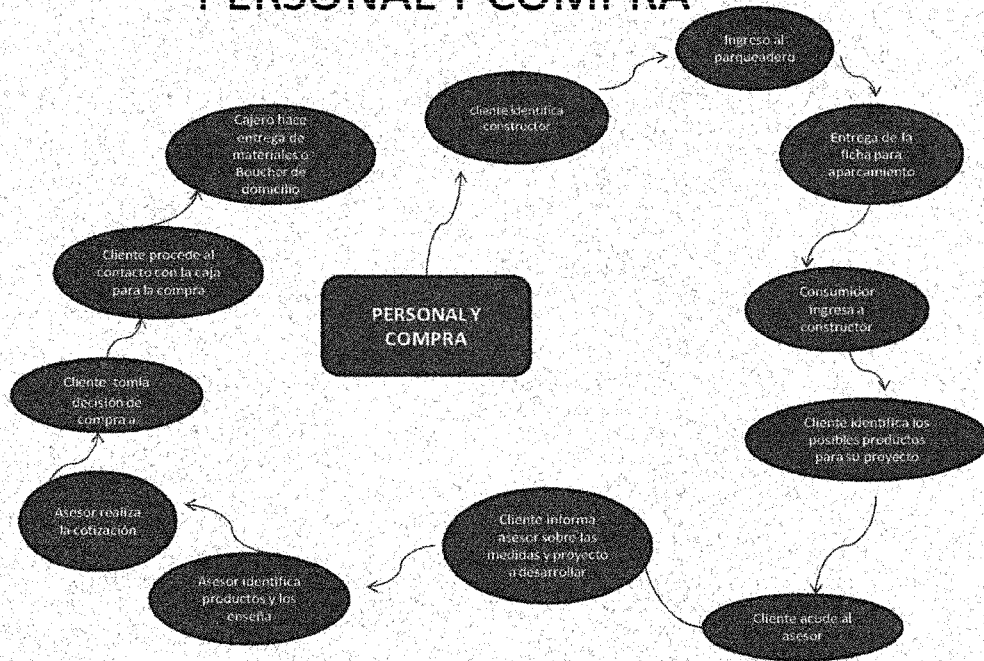 PERSONAL Y COMPRA
PERSONAL Y
COMPRA
cliente identifica
constructor
Ingreso al
parqueadero
Entrega de la
ficha para
aparcamiento
Consumidor
ingresa a
constructor
Cliente identifica los
posibles productos
para su proyecto
Cliente acude al
asesor
Cliente informa
asesor sobre las
medidas y proyecto
a desarrollar
Asesor identifica
productos y los
enseña
Asesor realiza
la cotización
Cliente toma
decisión de
compra a
Cliente procede al
contacto con la caja
para la compra
Cajero hace
entrega de
materiales o
Boucher de
domicilio